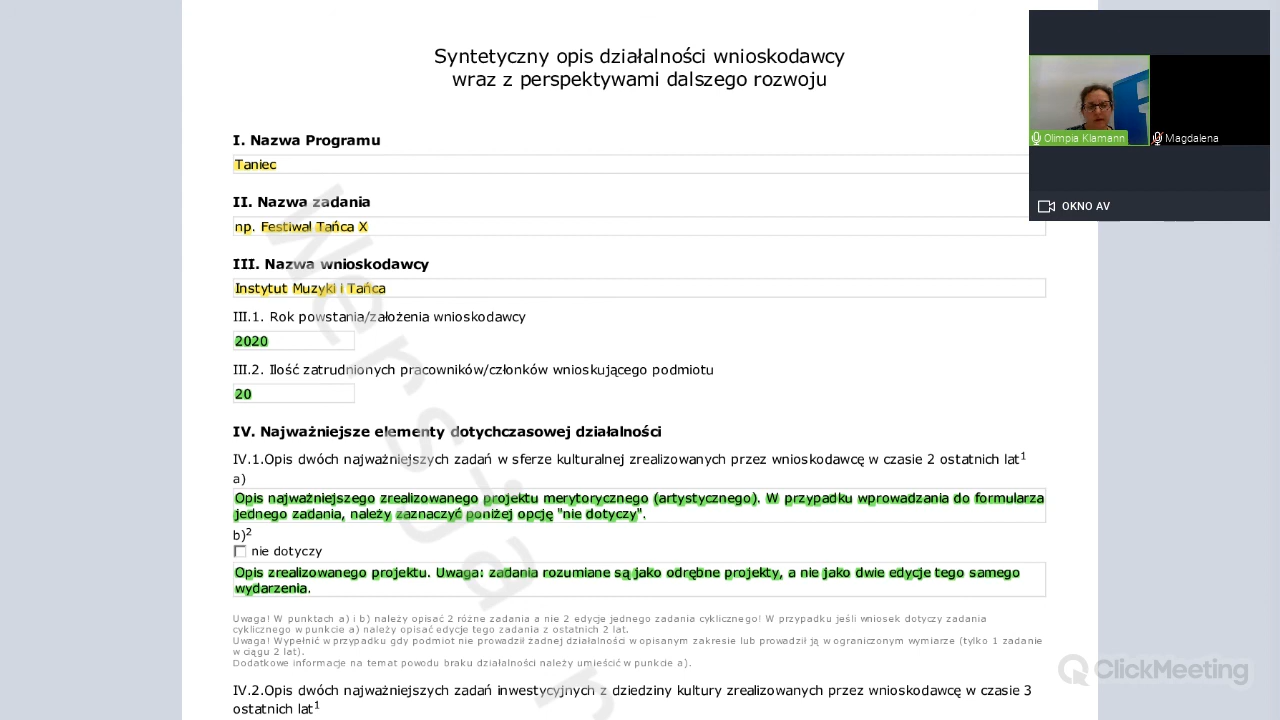 Syntetyczny opis działalności wnioskodawcy
wraz z perspektywami dalszego rozwoju
I. Nazwa Programu
Taniec
II. Nazwa zadania
np. Festiwal Tańca X
III. Nazwa wnioskodawcy
Instytut Muzyki i Tańca
III.1. Rok powstania/założenia wnioskodawcy
2020
III.2. Ilość zatrudnionych pracowników/członków wnioskującego podmiotu
20
IV. Najważniejsze elementy dotychczasowej działalności
IV.1.Opis dwóch najważniejszych zadań w sferze kulturalnej zrealizowanych przez wnioskodawcę w czasie 2 ostatnich lat1
a)
Opis najważniejszego zrealizowanego projektu merytorycznego (artystycznego). W przypadku wprowadzania do formularza
jednego zadania, należy zaznaczyć poniżej opcję "nie dotyczy".
b)2
nie dotyczy
Opis zrealizowanego projektu. Uwaga: zadania rozumiane są jako odrębne projekty, a nie jako dwie edycje tego samego
wydarzenia.
Uwaga! W punktach a) i b) należy opisać 2 różne zadania a nie 2 edycje jednego zadania cyklicznego! W przypadku jeśli wniosek dotyczy zadania
cyklicznego w punkcie a) należy opisać edycje tego zadania z ostatnich 2 lat.
Uwaga! Wypełnić w przypadku gdy podmiot nie prowadził żadnej działalności w opisanym zakresie lub prowadził ją w ograniczonym wymiarze (tylko 1 zadanie
w ciągu 2 lat).
Dodatkowe informacje na temat powodu braku działalności należy umieścić w punkcie a).
IV.2.Opis dwóch najważniejszych zadań inwestycyjnych z dziedziny kultury zrealizowanych przez wnioskodawcę w czasie 3
ostatnich lat1
Wersja r
Olimpia Klamann
Magdalena
OKNO AV
ClickMeeting